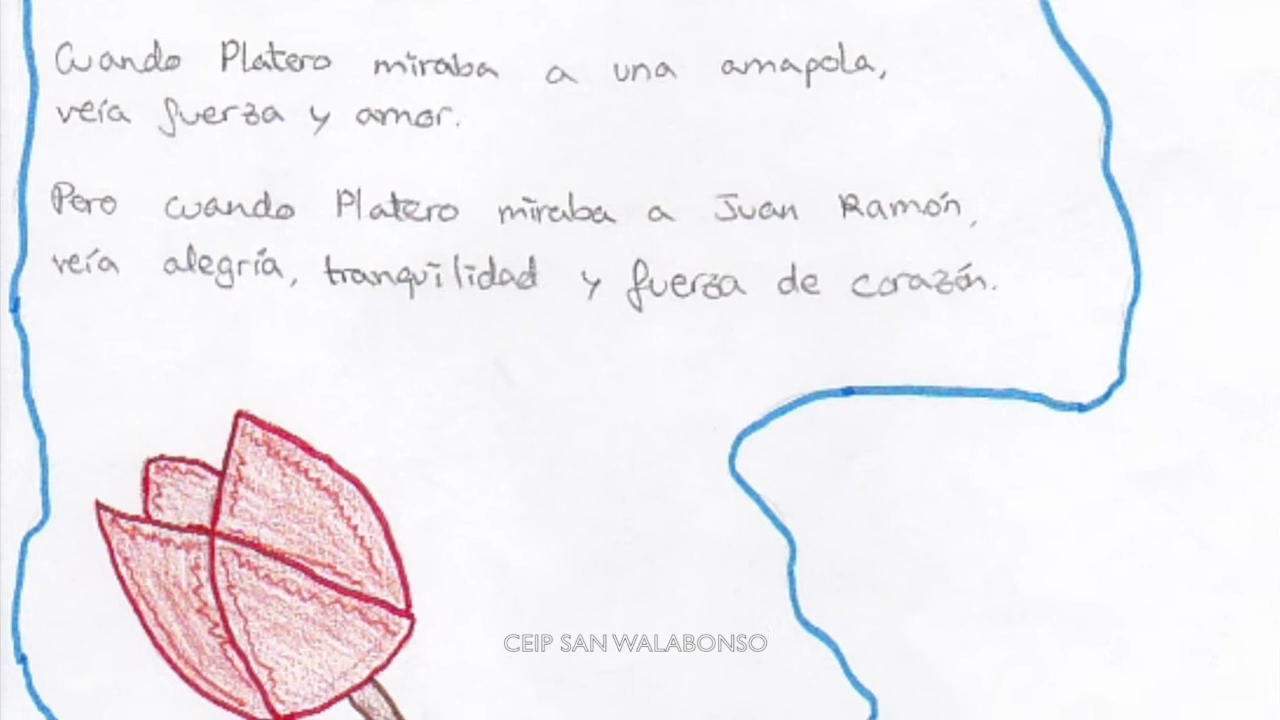 Cuando Platero miraba a una amapola,
veía fuerza y amor.
Pero cuando Platero miraba a Juan Ramón,
veía alegría, tranquilidad y fuerza de corazón.
CEIP SAN WALABONSO